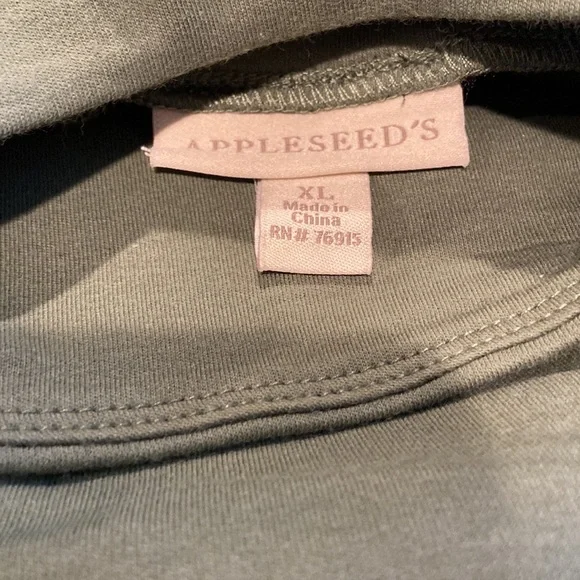 APPLESEED'S
XL
Made in
China
RN# 76915